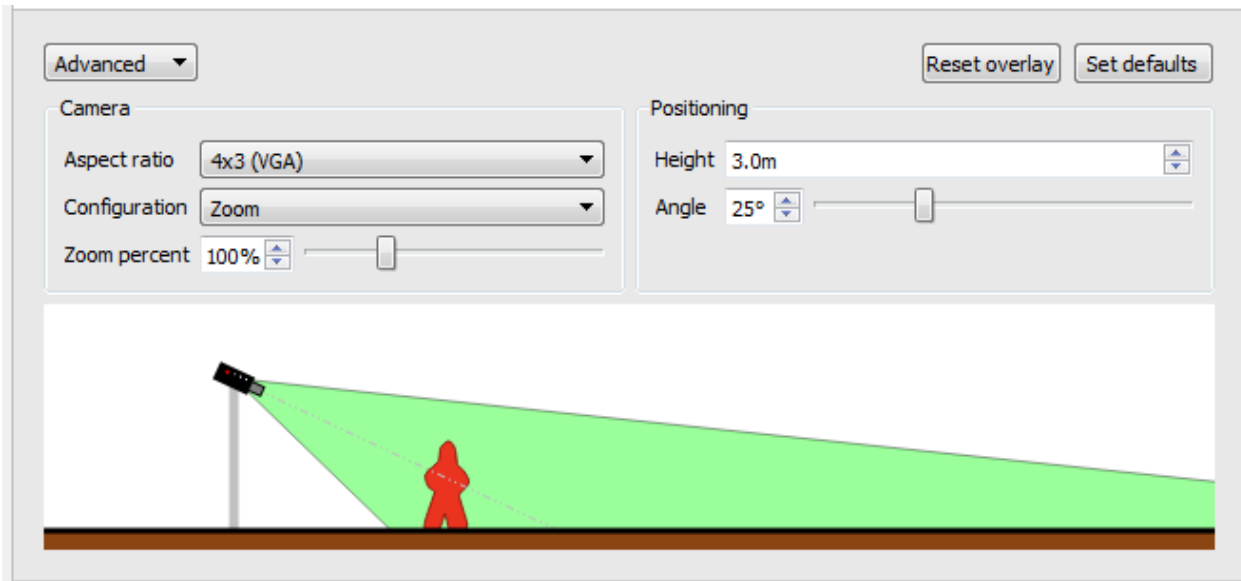 Advanced
Reset overlay
Set defaults
Camera
Aspect ratio 4x3 (VGA)
Configuration Zoom
Zoom percent 100%
Positioning
Height 3.0m
Angle 25°